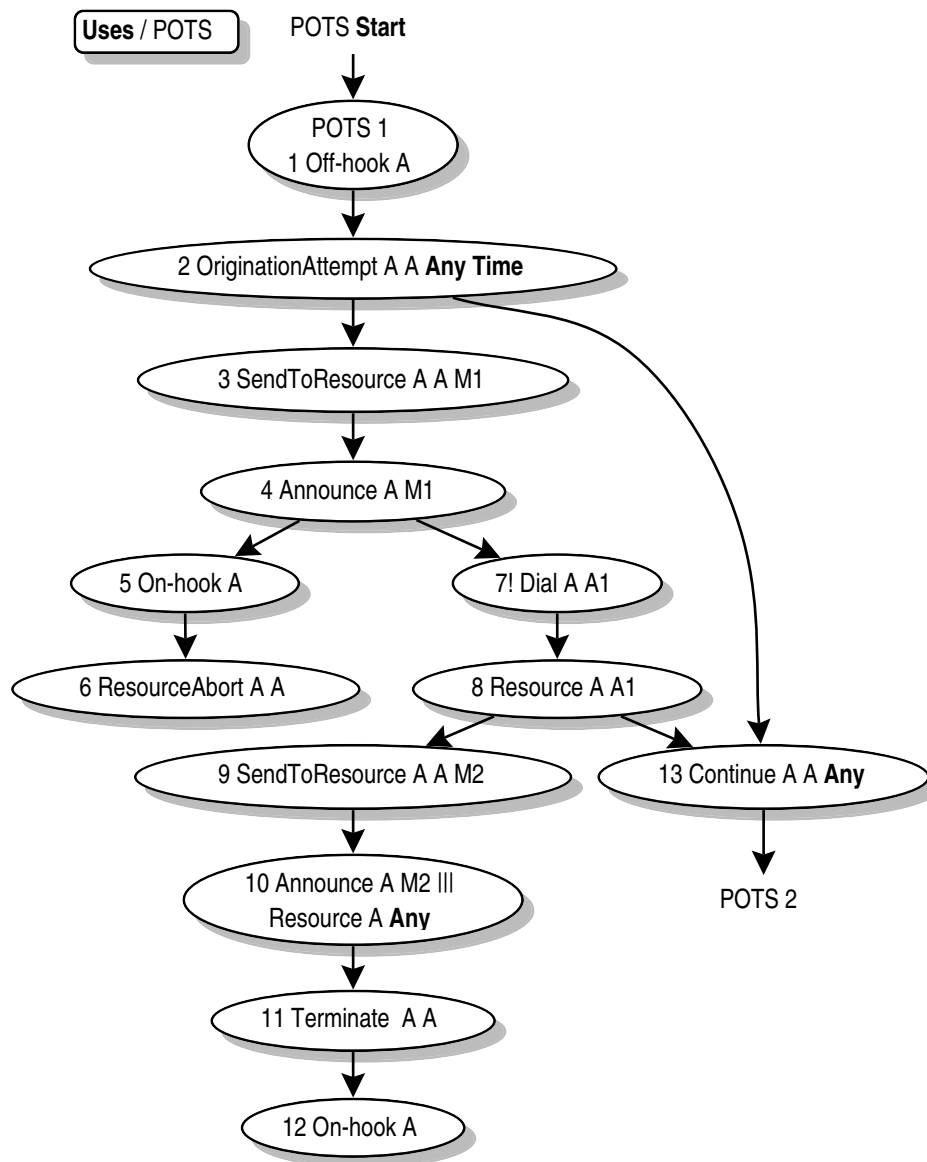 Uses / POTS
POTS Start
POTS 1
1 Off-hook A
2 OriginationAttempt A A Any Time
3 SendToResource A A M1
4 Announce A M1
5 On-hook A
7! Dial A A1
6 ResourceAbort A A
8 Resource A A1
9 SendToResource A A M2
13 Continue A A Any
10 Announce A M2 |||
Resource A Any
POTS 2
11 Terminate A A
12 On-hook A